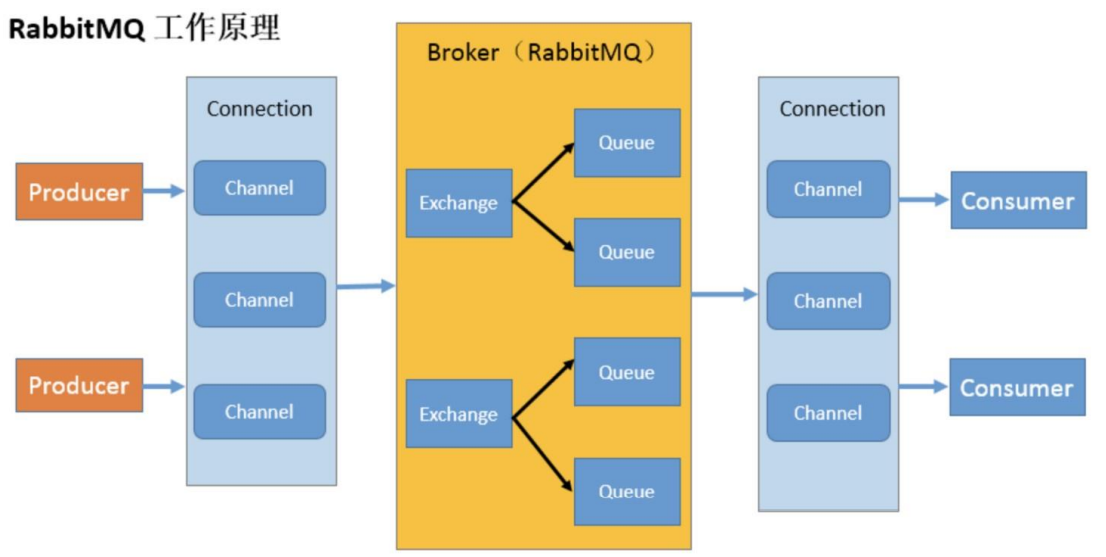 RabbitMQ 工作原理
Broker（RabbitMQ）
Connection
Connection
Queue
Producer
Channel
Exchange
Channel
Consumer
Queue
Channel
Channel
Queue
Producer
Channel
Exchange
Channel
Consumer
Queue